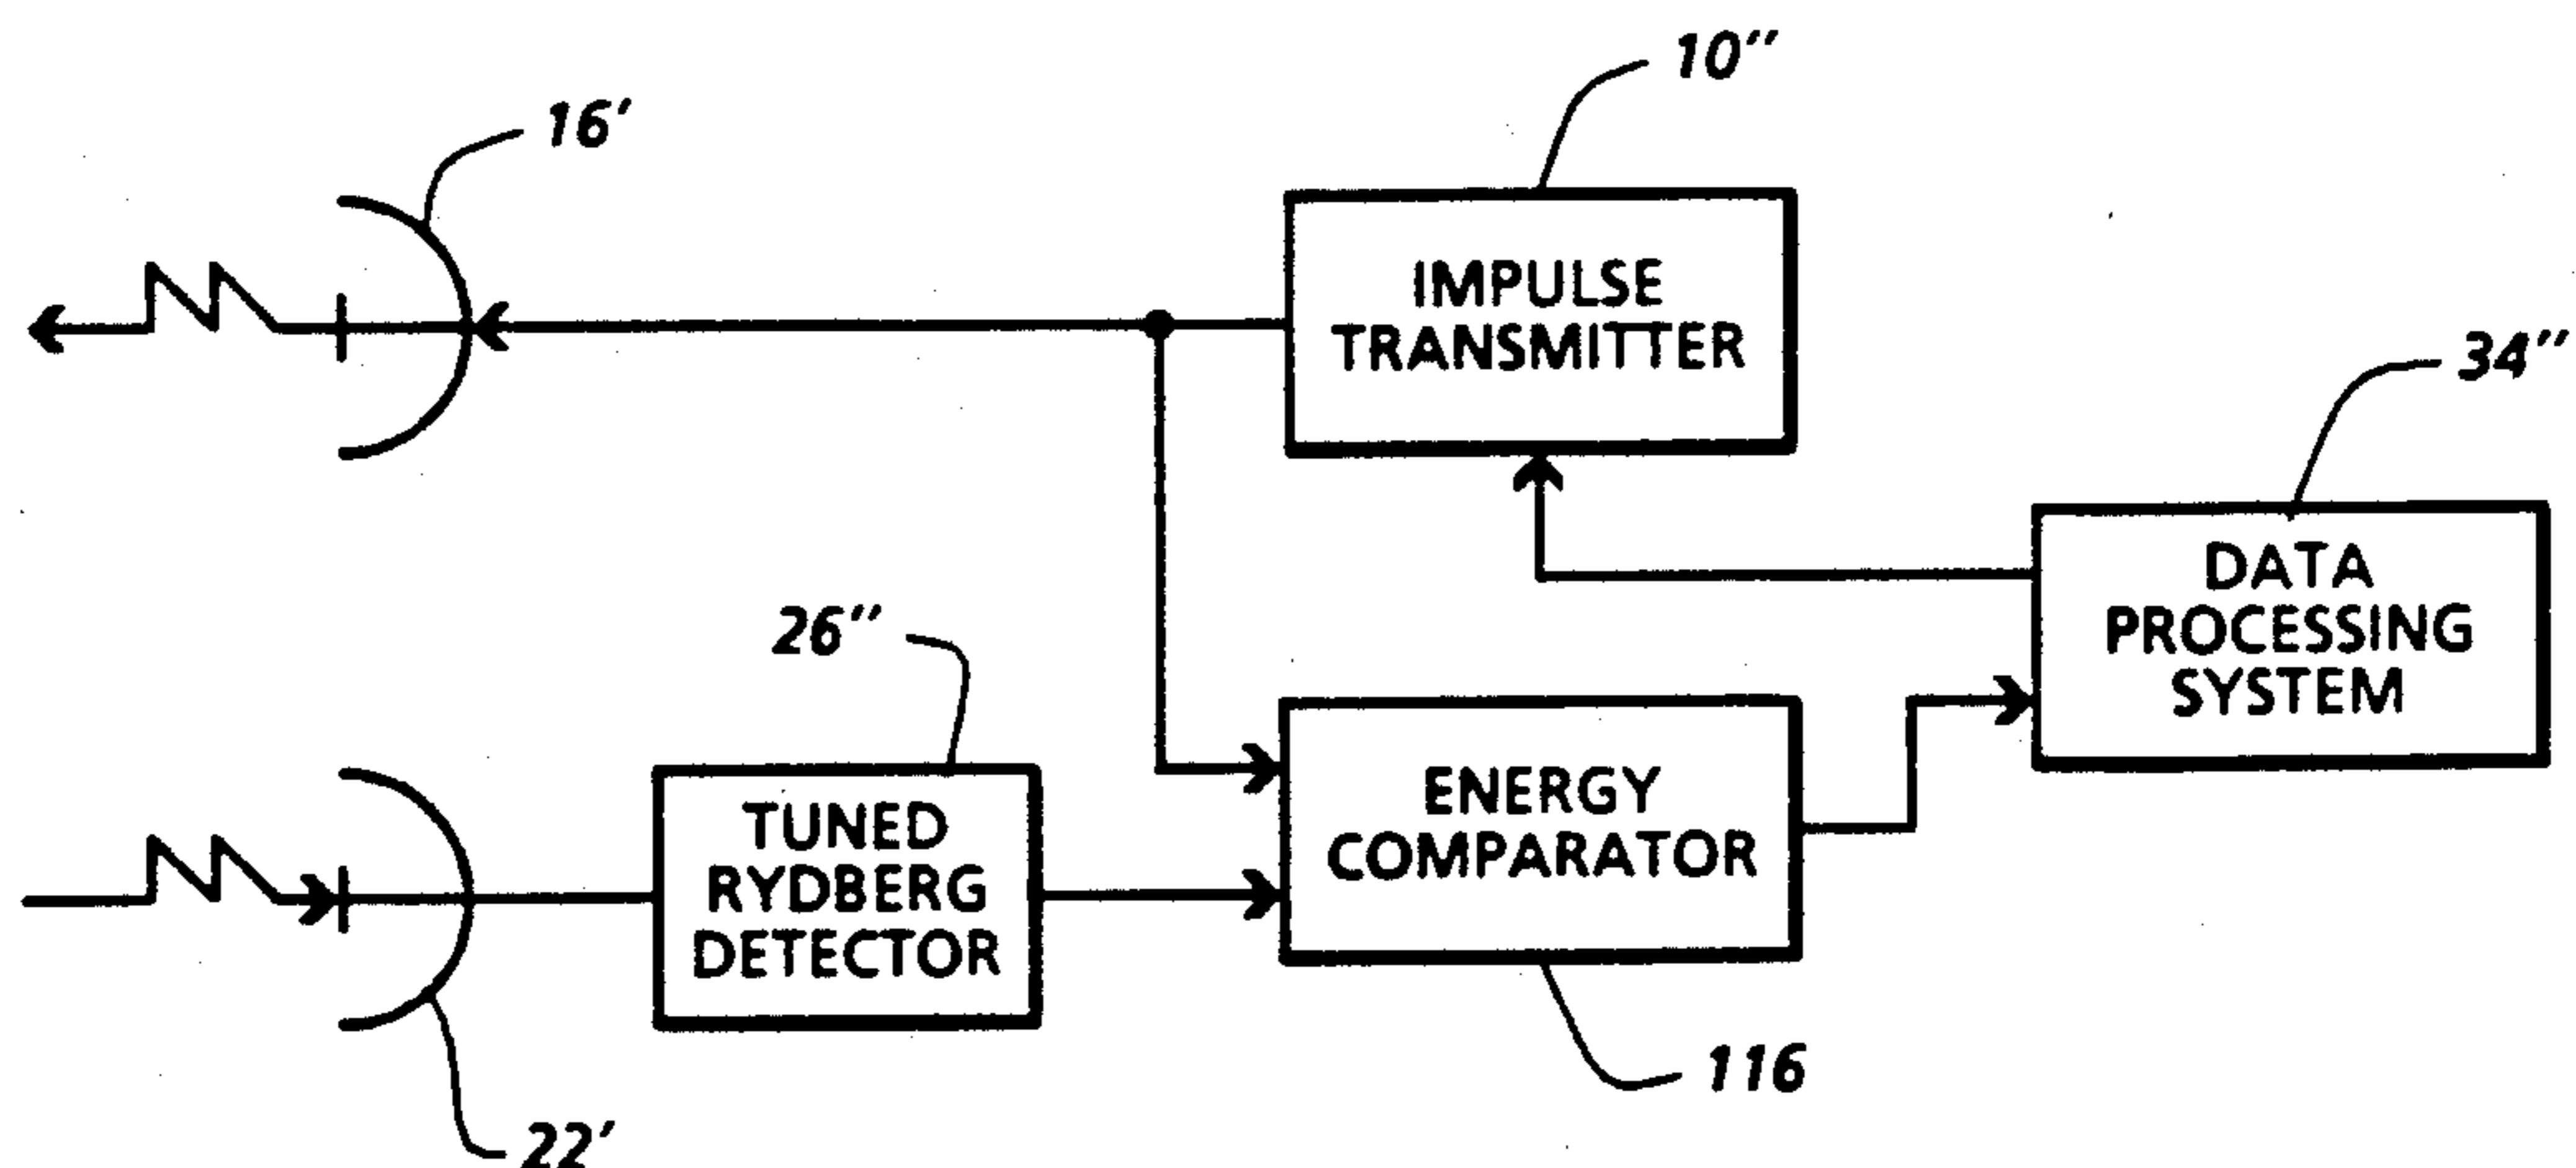 10''
16'
IMPULSE
TRANSMITTER
34''
DATA
PROCESSING
SYSTEM
26''
TUNED
RYDBERG
DETECTOR
ENERGY
COMPARATOR
116
22'